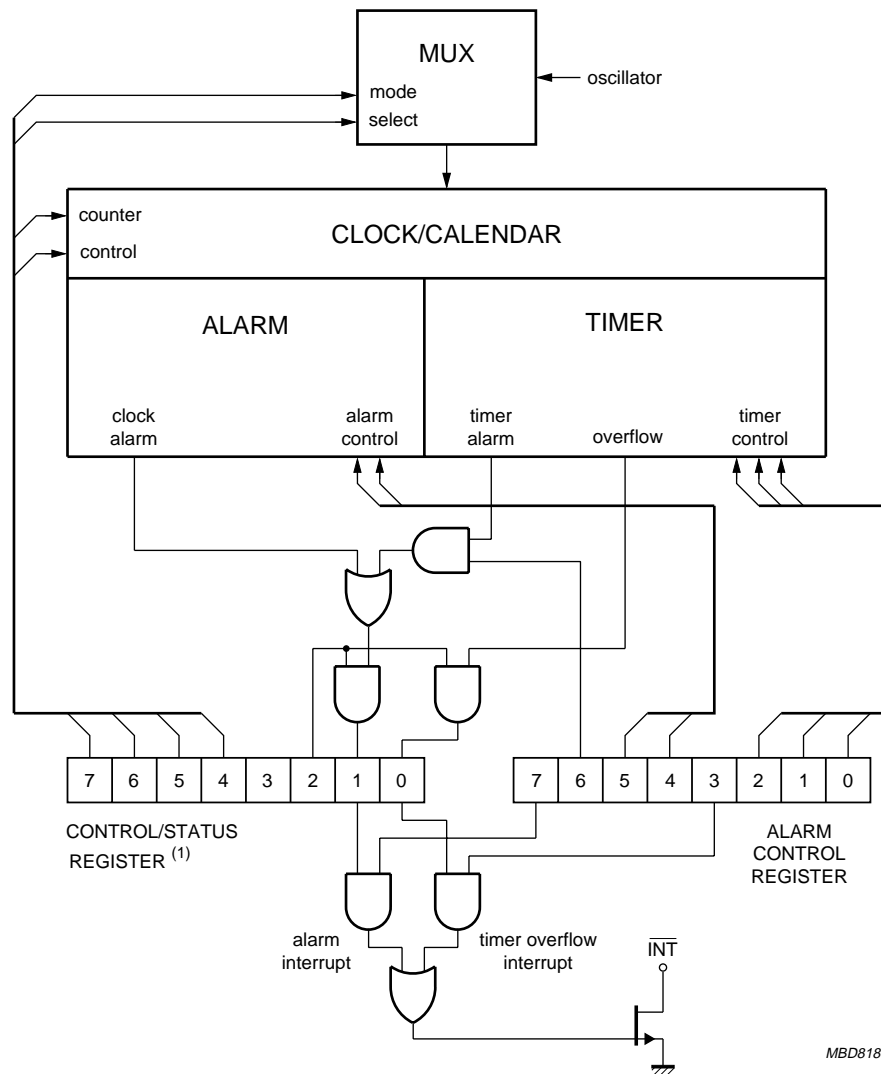 MUX
oscillator
mode
select
counter
control
CLOCK/CALENDAR
ALARM
TIMER
clock
alarm
alarm
control
timer
alarm
overflow
timer
control
7 6 5 4 3 2 1 0
7 6 5 4 3 2 1 0
CONTROL/STATUS
REGISTER (1)
ALARM
CONTROL
REGISTER
alarm
interrupt
timer overflow
interrupt
INT
MBD818